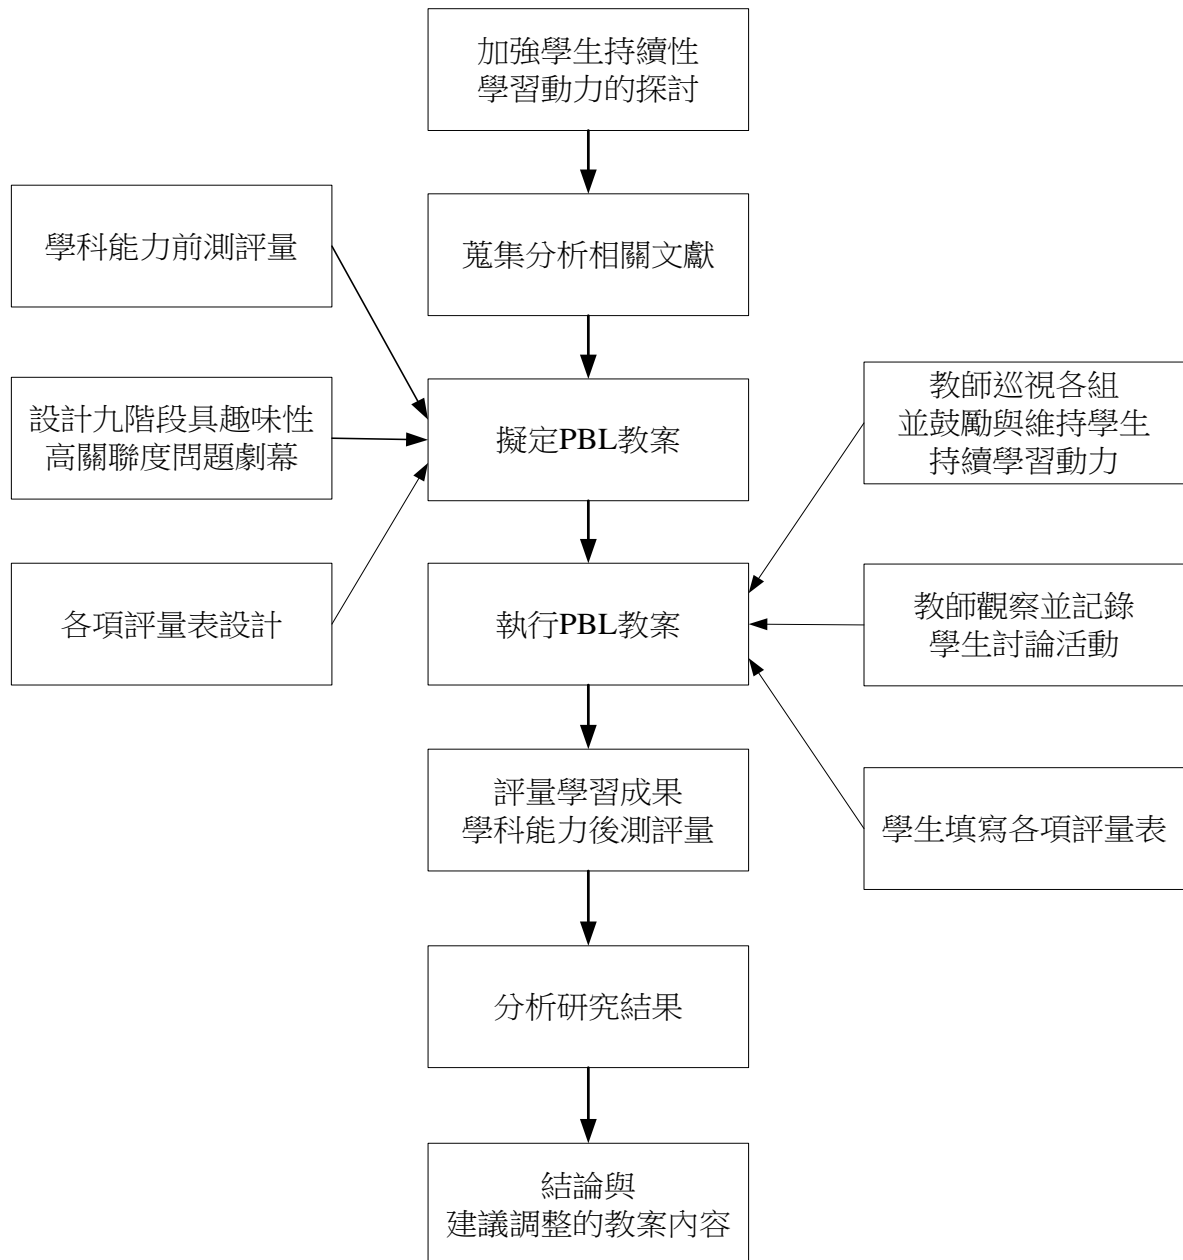 加強學生持續性
學習動力的探討
學科能力前測評量
蒐集分析相關文獻
設計九階段具趣味性
高關聯度問題劇幕
擬定PBL教案
教師巡視各組
並鼓勵與維持學生
持續學習動力
各項評量表設計
執行PBL教案
教師觀察並記錄
學生討論活動
評量學習成果
學科能力後測評量
學生填寫各項評量表
分析研究結果
結論與
建議調整的教案內容